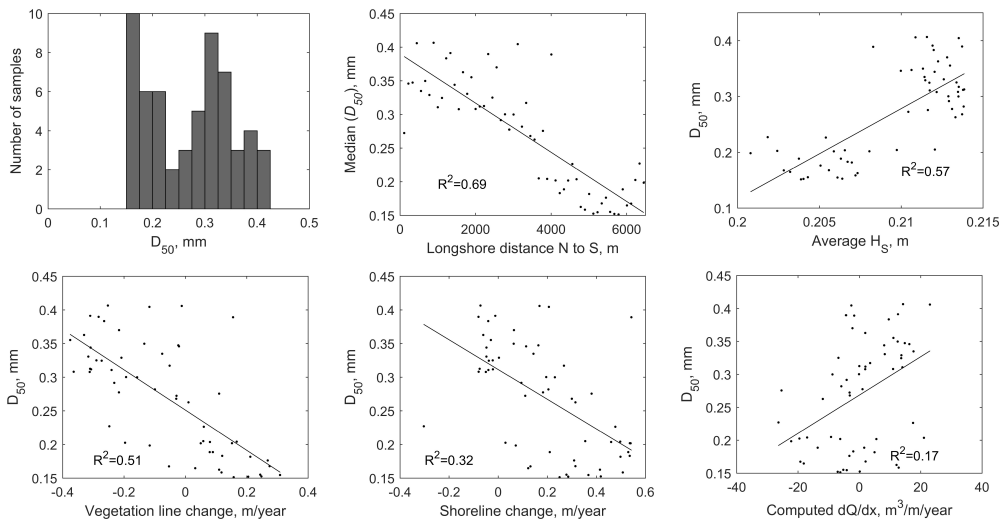 Number of samples
10
8
6
4
2
0
0 0.1 0.2 0.3 0.4 0.5
D50, mm
Median (D50), mm
0.45
0.4
0.35
0.3
0.25
0.2
0.15
R2=0.69
0 2000 4000 6000
Longshore distance N to S, m
D50, mm
0.4
0.3
0.2
0.1
R2=0.57
0.2 0.205 0.21 0.215
Average HS, m
D50, mm
0.45
0.4
0.35
0.3
0.25
0.2
0.15
R2=0.51
-0.4 -0.2 0 0.2 0.4
Vegetation line change, m/year
D50, mm
0.45
0.4
0.35
0.3
0.25
0.2
0.15
R2=0.32
-0.4 -0.2 0 0.2 0.4 0.6
Shoreline change, m/year
D50, mm
0.45
0.4
0.35
0.3
0.25
0.2
0.15
R2=0.17
-40 -20 0 20 40
Computed dQ/dx, m3/m/year